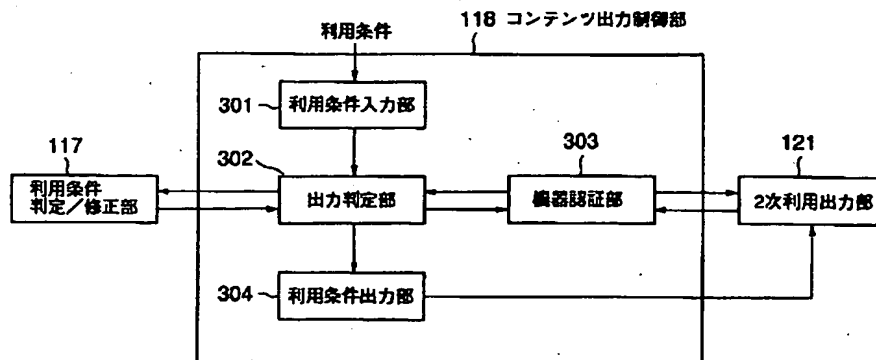 118 コンテンツ出力制御部
利用条件
301
利用条件入力部
117
利用条件
判定/修正部
302
出力判定部
303
機器認証部
121
2次利用出力部
304
利用条件出力部